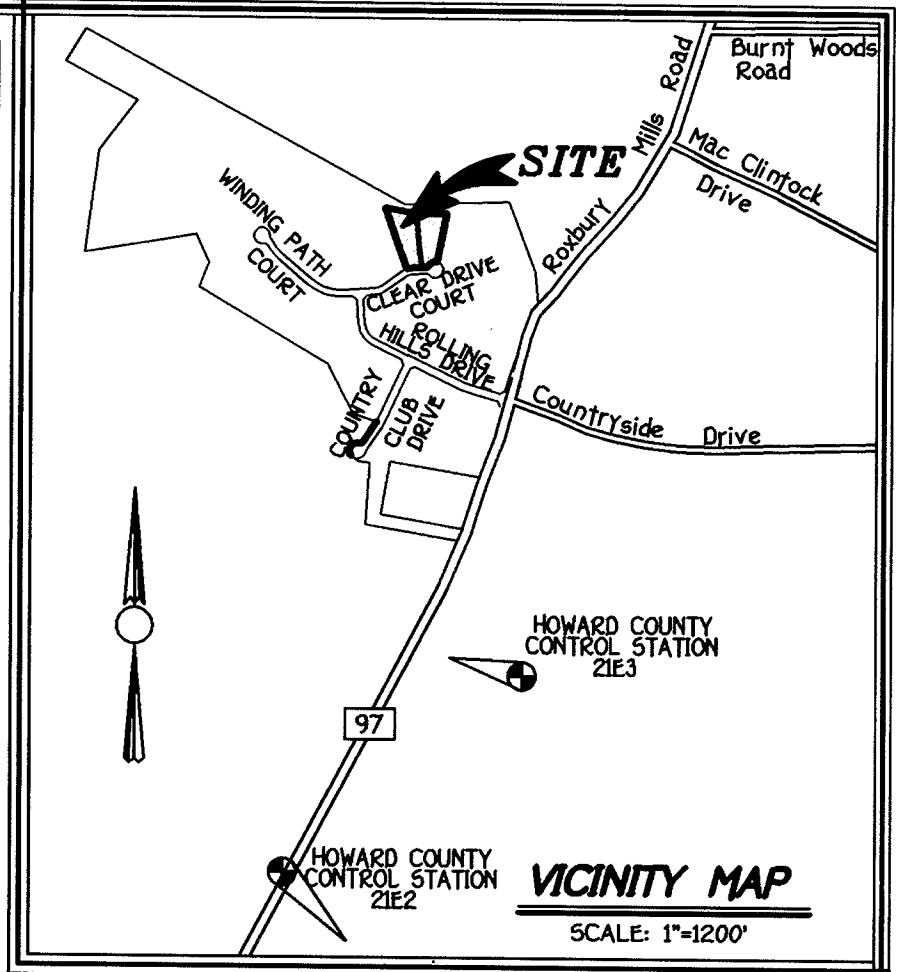 Burnt Woods
Road
Roxbury Mills Road
Mac Clintock
Drive
SITE
WINDING PATH
COURT
CLEAR DRIVE
COURT
ROLLING
HILLS DRIVE
COUNTRY
CLUB
DRIVE
Countryside Drive
HOWARD COUNTY
CONTROL STATION
21E3
97
HOWARD COUNTY
CONTROL STATION
21E2
VICINITY MAP
SCALE: 1"=1200'